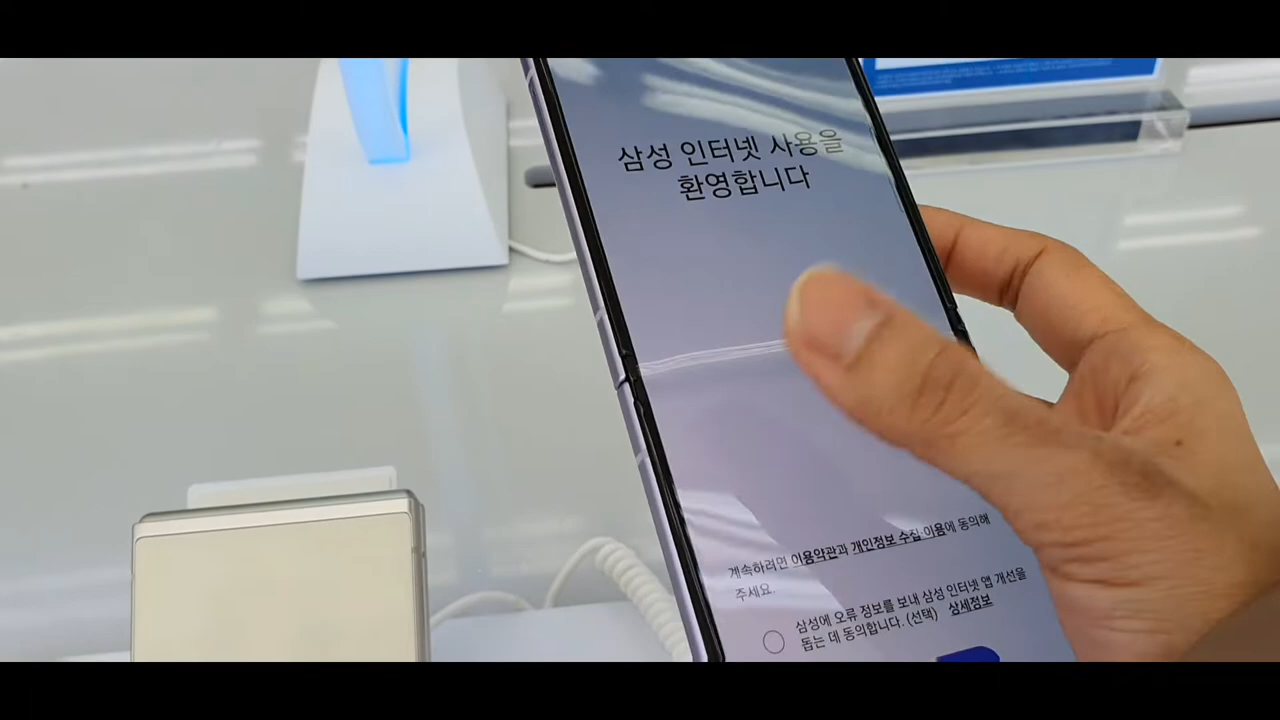 삼성 인터넷 사용을
환영합니다
계속하려면 이용약관과 개인정보 수집·이용에 동의해
주세요.
삼성에 오류 정보를 보내 삼성 인터넷 앱 개선을
돕는 데 동의합니다. (선택) 상세정보